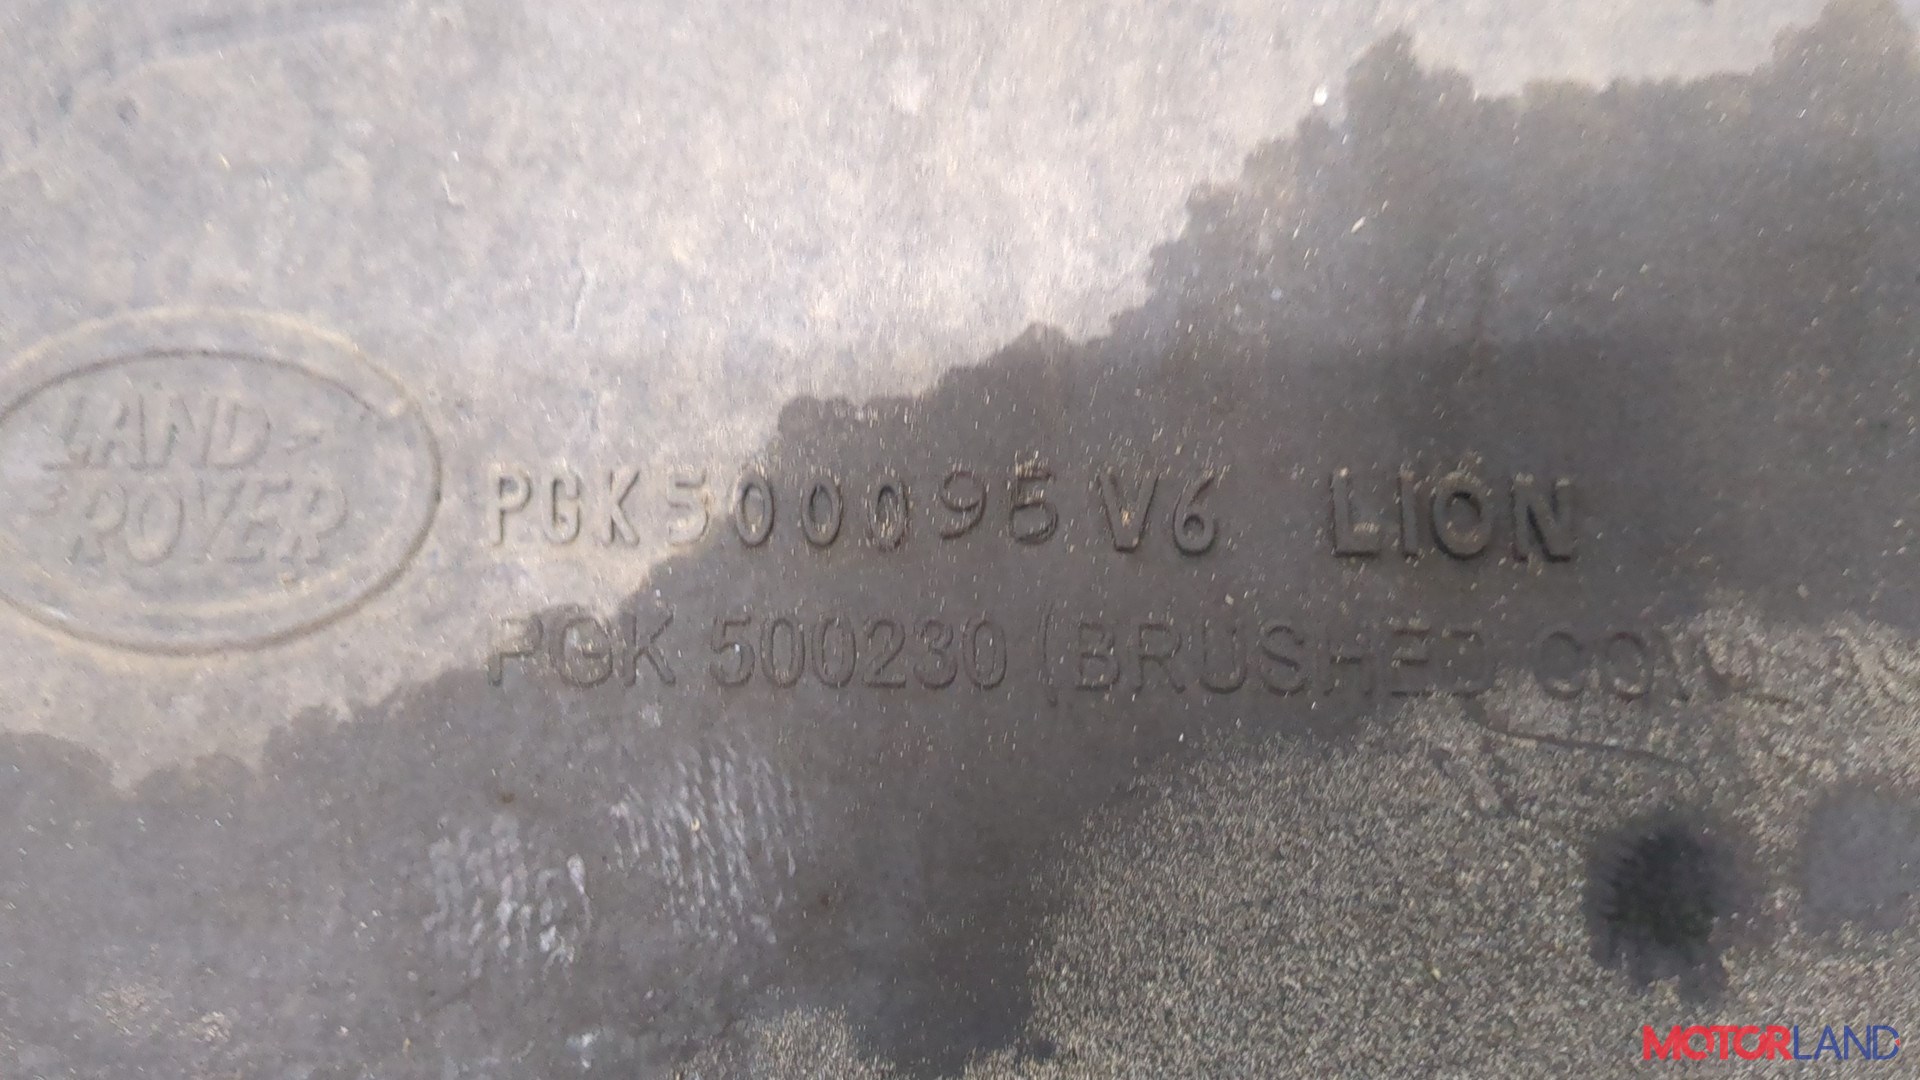 LAND-
ROVER
PGK500095 V6 LION
PGK 500230 (BRUSHED
MOTORLAND